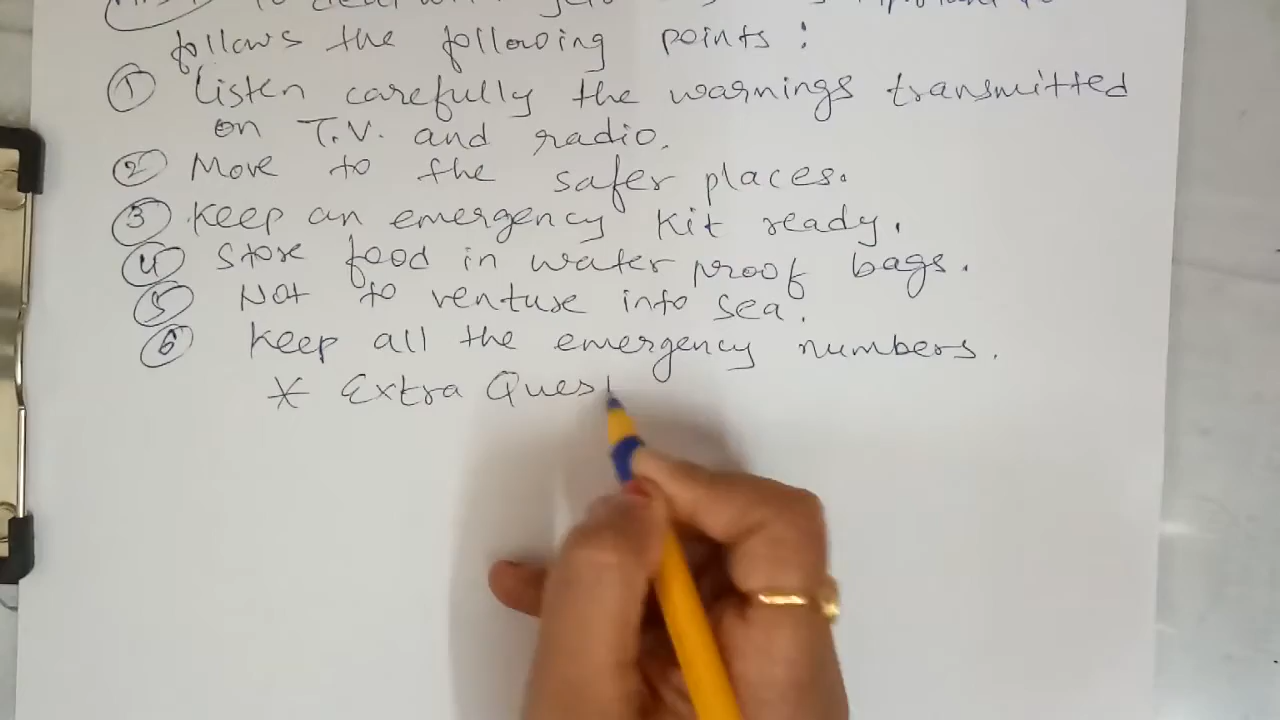 follows the following points :
① Listen carefully the warnings transmitted
on T.V. and radio.
② Move to the safer places.
③ Keep an emergency kit ready.
④ Store food in water proof bags.
⑤ Not to venture into sea.
⑥ Keep all the emergency numbers.
* Extra Quest